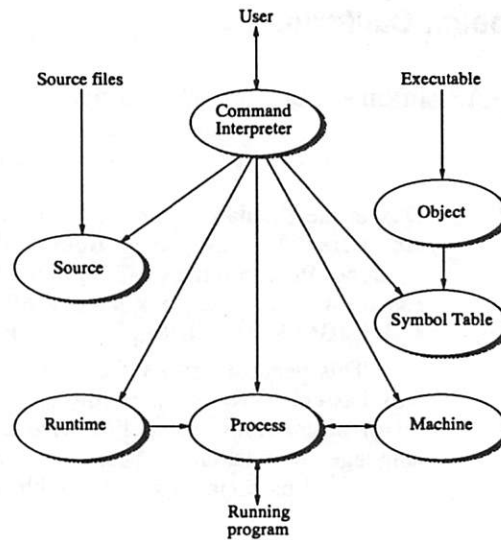 User
Source files
Executable
Command
Interpreter
Object
Source
Symbol Table
Runtime
Process
Machine
Running
program